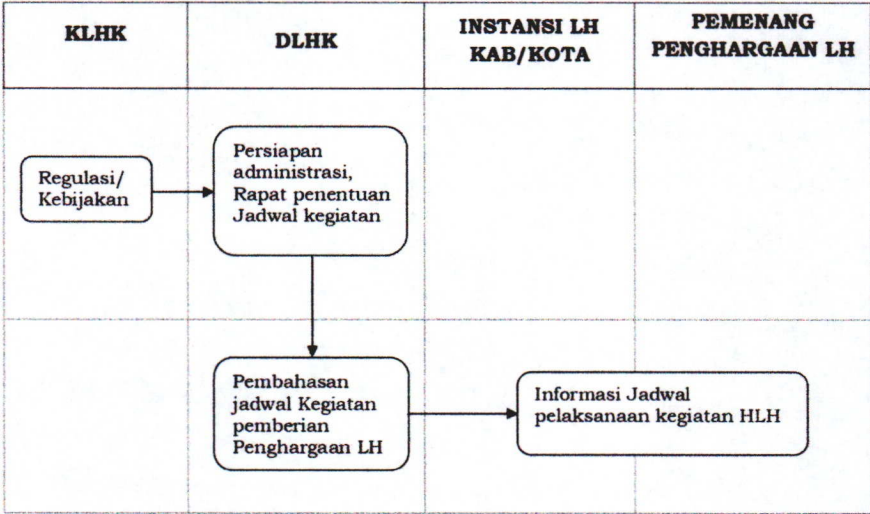 KLHK
DLHK
INSTANSI LH
KAB/KOTA
PEMENANG
PENGHARGAAN LH
Regulasi/
Kebijakan
Persiapan
administrasi,
Rapat penentuan
Jadwal kegiatan
Pembahasan
jadwal Kegiatan
pemberian
Penghargaan LH
Informasi Jadwal
pelaksanaan kegiatan HLH